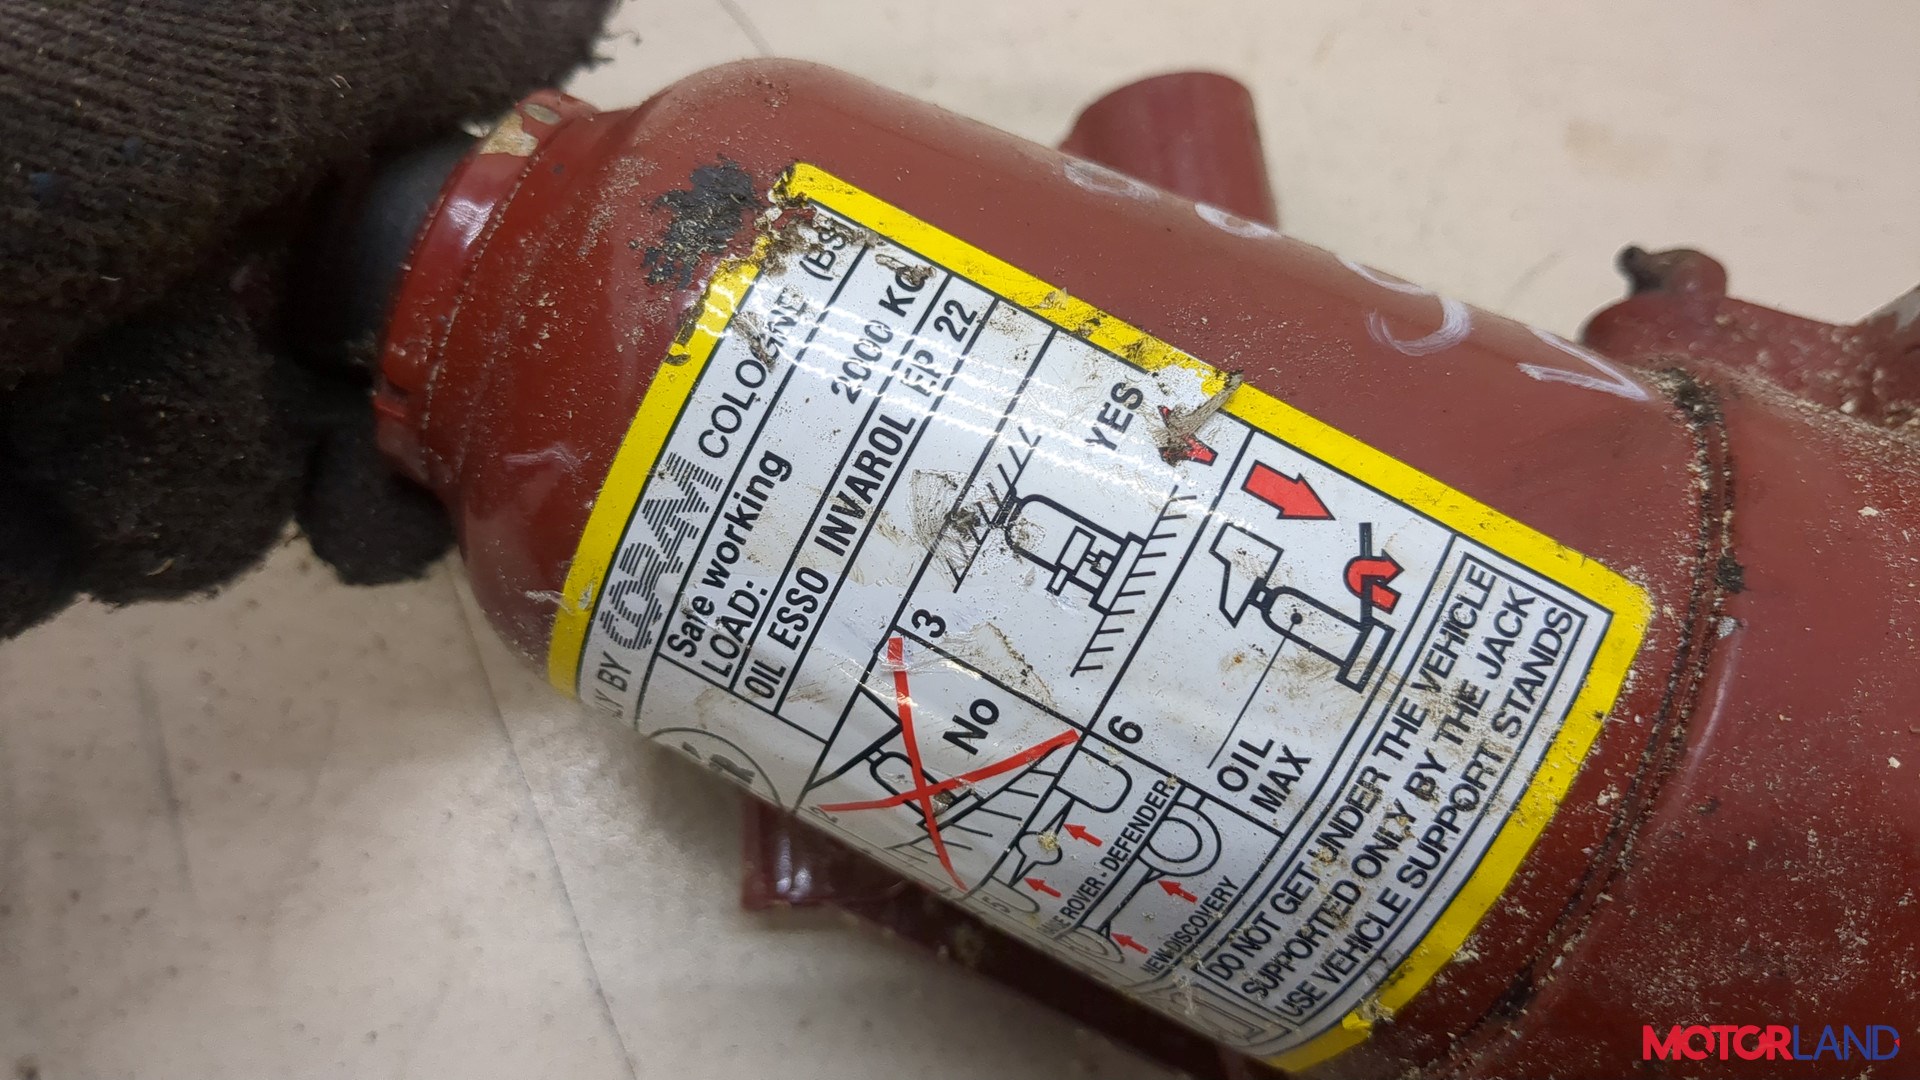 BY CORAM COLOGNE (BS)
Safe working
LOAD: 2000 KG
OIL ESSO INVAROL EP 22
3
YES
No
6
5
ROVER - DEFENDER
NEW-DISCOVERY
OIL
MAX
DO NOT GET UNDER THE VEHICLE
SUPPORTED ONLY BY THE JACK
USE VEHICLE SUPPORT STANDS
MOTORLAND